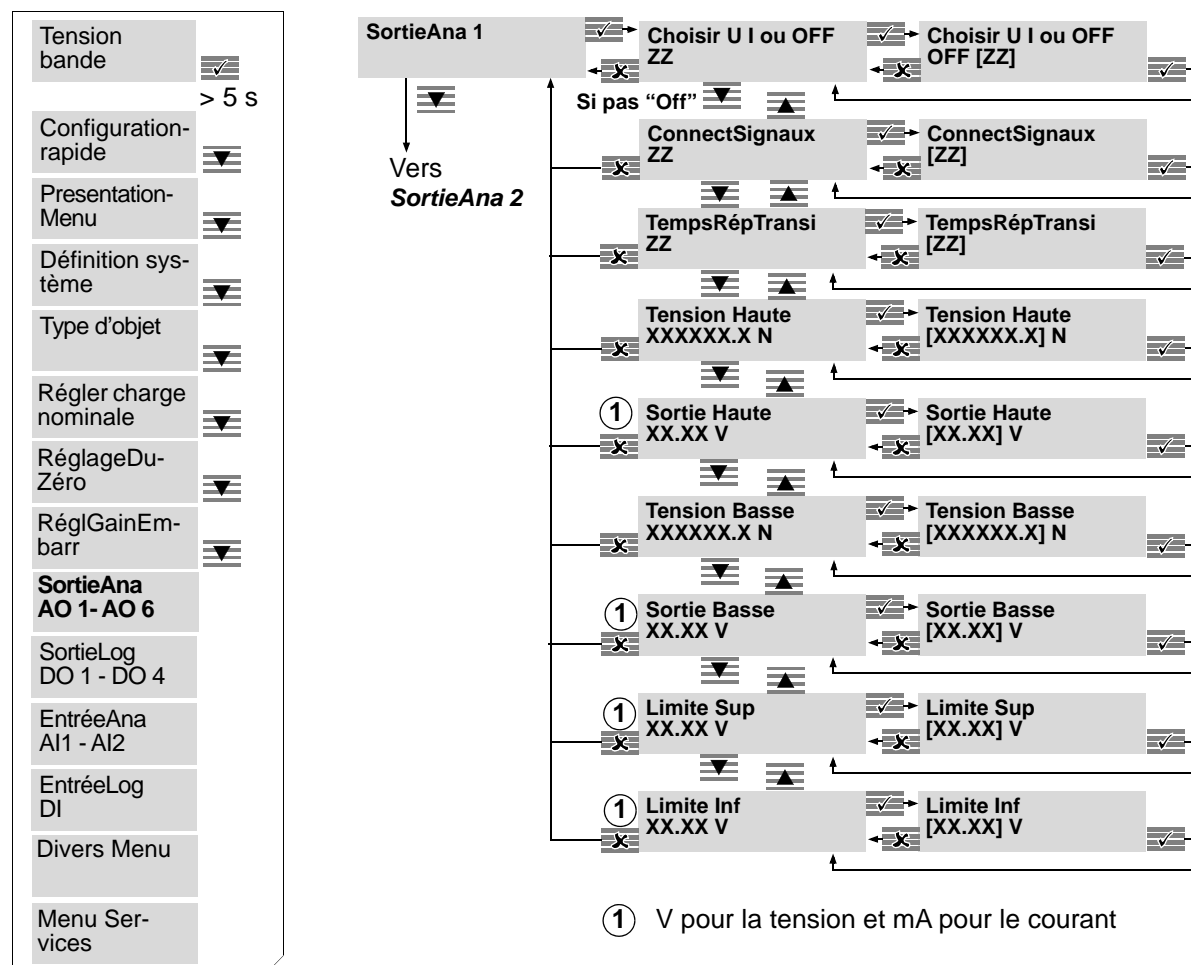 Tension
bande
> 5 s
Configuration-
rapide
Presentation-
Menu
Définition sys-
tème
Type d'objet
Régler charge
nominale
RéglageDu-
Zéro
RéglGainEm-
barr
SortieAna
AO 1- AO 6
SortieLog
DO 1 - DO 4
EntréeAna
AI1 - AI2
EntréeLog
DI
Divers Menu
Menu Ser-
vices
SortieAna 1
Vers
SortieAna 2
Choisir U I ou OFF
ZZ
Choisir U I ou OFF
OFF [ZZ]
Si pas “Off”
ConnectSignaux
ZZ
ConnectSignaux
[ZZ]
TempsRépTransi
ZZ
TempsRépTransi
[ZZ]
Tension Haute
XXXXXX.X N
Tension Haute
[XXXXXX.X] N
1 Sortie Haute
XX.XX V
Sortie Haute
[XX.XX] V
Tension Basse
XXXXXX.X N
Tension Basse
[XXXXXX.X] N
1 Sortie Basse
XX.XX V
Sortie Basse
[XX.XX] V
1 Limite Sup
XX.XX V
Limite Sup
[XX.XX] V
1 Limite Inf
XX.XX V
Limite Inf
[XX.XX] V
1 V pour la tension et mA pour le courant